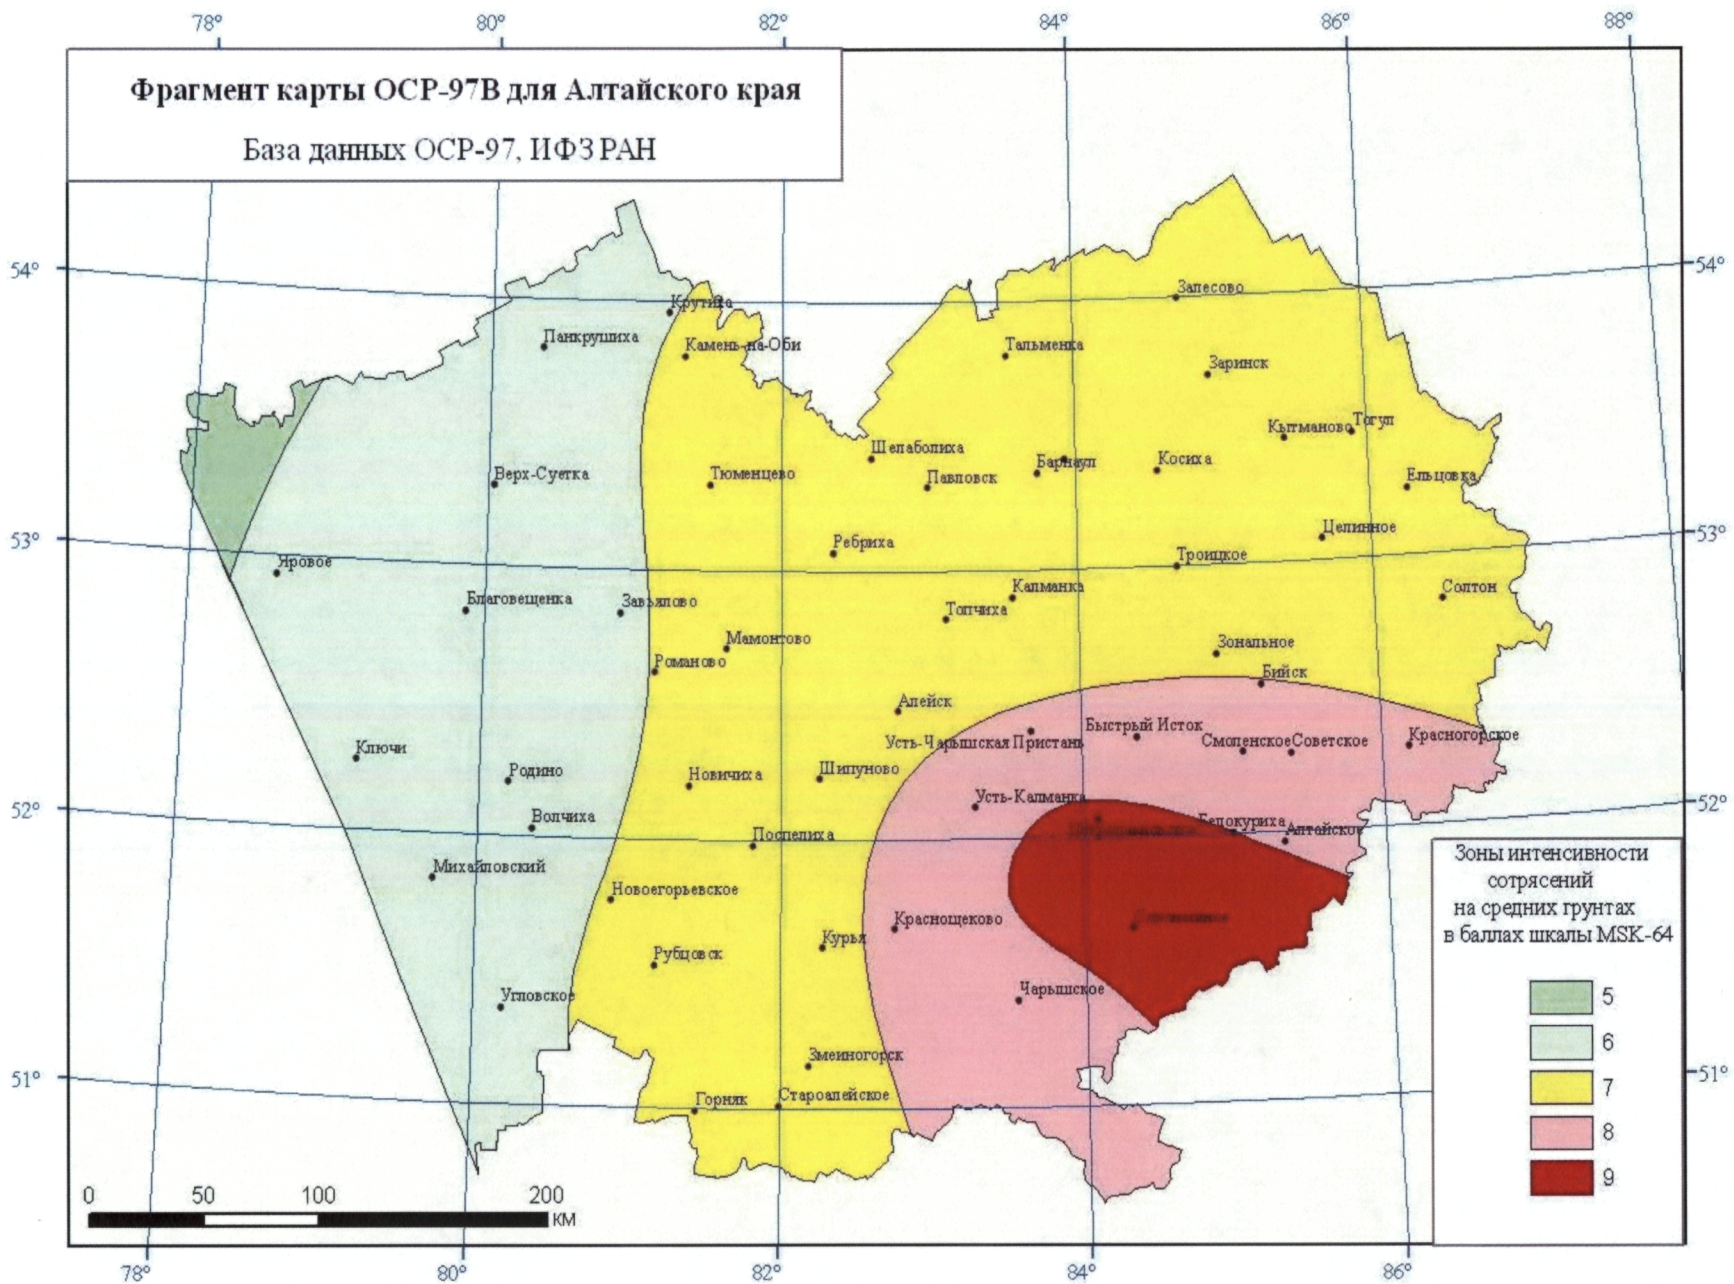 78° 80° 82° 84° 86° 88°
Фрагмент карты ОСР-97В для Алтайского края
База данных ОСР-97, ИФЗ РАН
54° 54°
Залесово
Крутиха
Панкрушиха
Камень-на-Оби
Тальменка
Заринск
Тогул
Кытманово
Шелаболиха
Барнаул
Косиха
Верх-Суетка
Тюменцево
Павловск
Ельцовка
Целинное
53° 53°
Ребриха
Троицкое
Яровое
Калманка
Солтон
Благовещенка
Завьялово
Топчиха
Мамонтово
Зональное
Романово
Бийск
Алейск
Быстрый Исток
Красногорское
Усть-Чарышская Пристань
Смоленское
Советское
Ключи
Родино
Новичиха
Шипуново
Усть-Калманка
52° 52°
Волчиха
Белокуриха
Алтайское
Поспелиха
Михайловский
Новоегорьевское
Краснощеково
Курья
Рубцовск
Чарышское
Угловское
Змеиногорск
51° 51°
Горняк
Староалейское
Зоны интенсивности
сотрясений
на средних грунтах
в баллах шкалы MSK-64
5
6
7
8
9
0 50 100 200
КМ
78° 80° 82° 84° 86°